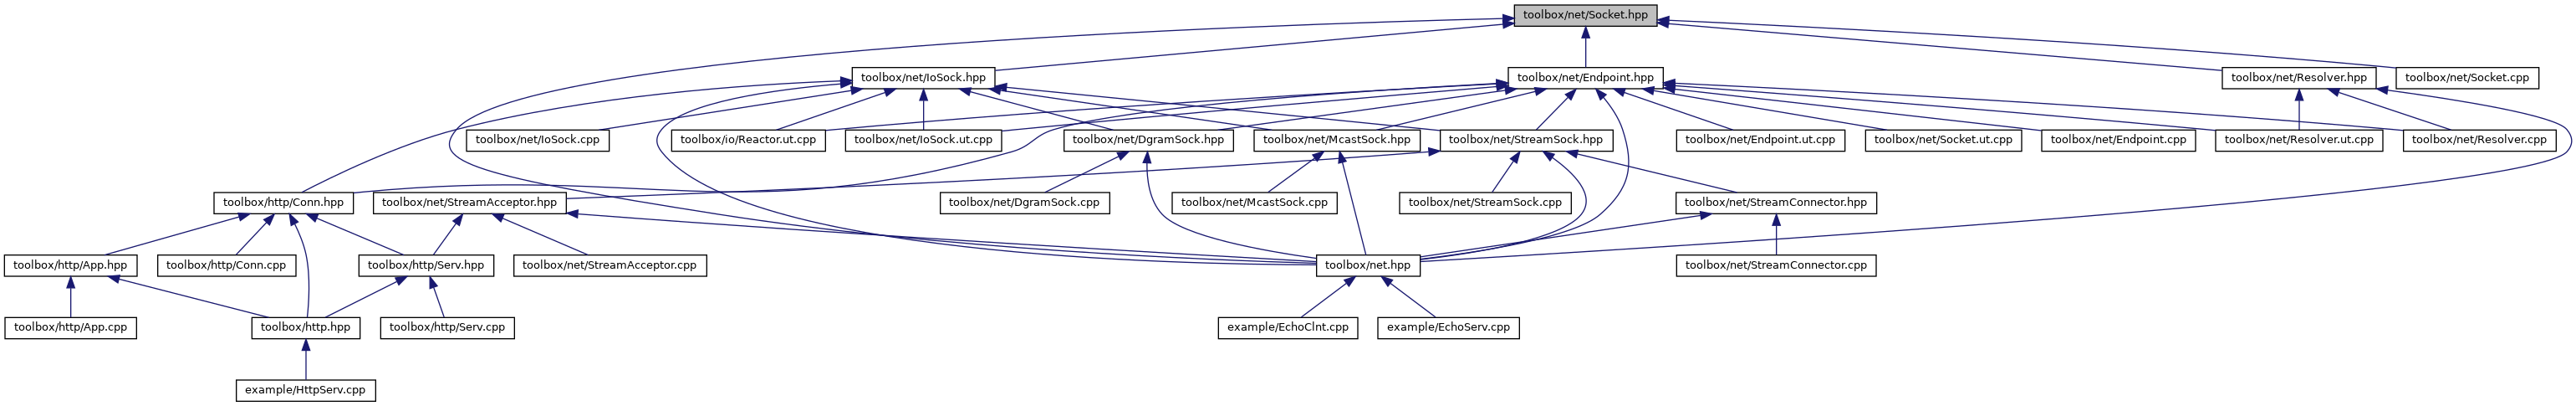 toolbox/net/Socket.hpp
toolbox/net/IoSock.hpp
toolbox/net/Endpoint.hpp
toolbox/net/Resolver.hpp
toolbox/net/Socket.cpp
toolbox/net/IoSock.cpp
toolbox/io/Reactor.ut.cpp
toolbox/net/IoSock.ut.cpp
toolbox/net/DgramSock.hpp
toolbox/net/McastSock.hpp
toolbox/net/StreamSock.hpp
toolbox/net/Endpoint.ut.cpp
toolbox/net/Socket.ut.cpp
toolbox/net/Endpoint.cpp
toolbox/net/Resolver.ut.cpp
toolbox/net/Resolver.cpp
toolbox/http/Conn.hpp
toolbox/net/StreamAcceptor.hpp
toolbox/net/DgramSock.cpp
toolbox/net/McastSock.cpp
toolbox/net/StreamSock.cpp
toolbox/net/StreamConnector.hpp
toolbox/http/App.hpp
toolbox/http/Conn.cpp
toolbox/http/Serv.hpp
toolbox/net/StreamAcceptor.cpp
toolbox/net.hpp
toolbox/net/StreamConnector.cpp
toolbox/http/App.cpp
toolbox/http.hpp
toolbox/http/Serv.cpp
example/EchoClnt.cpp
example/EchoServ.cpp
example/HttpServ.cpp